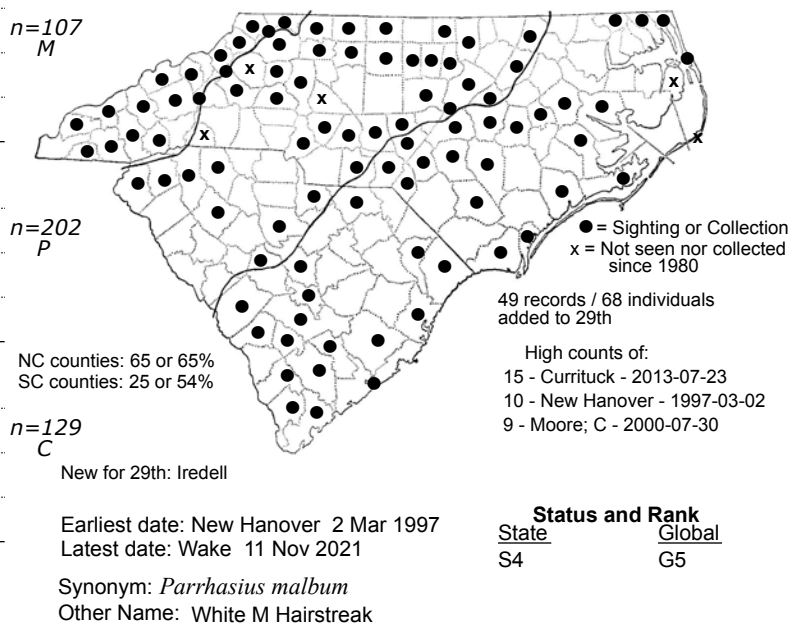 n=107
M
n=202
P
n=129
C
x
x
x
x
x
● = Sighting or Collection
x = Not seen nor collected
since 1980
49 records / 68 individuals
added to 29th
High counts of:
15 - Currituck - 2013-07-23
10 - New Hanover - 1997-03-02
9 - Moore; C - 2000-07-30
NC counties: 65 or 65%
SC counties: 25 or 54%
New for 29th: Iredell
Earliest date: New Hanover 2 Mar 1997
Latest date: Wake 11 Nov 2021
Status and Rank
State Global
S4 G5
Synonym: Parrhasius malbum
Other Name: White M Hairstreak